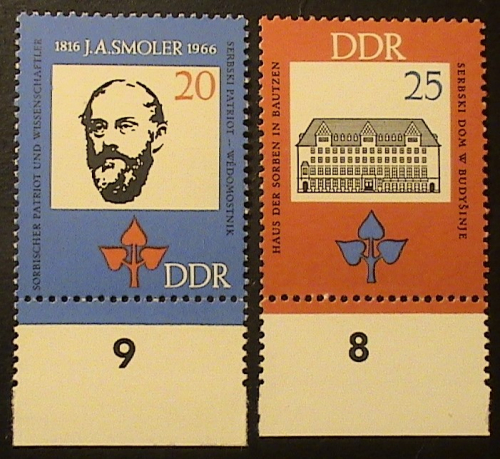 1816 J.A.SMOLER 1966
SORBISCHER PATRIOT UND WISSENSCHAFTLER
20
SERBSKI PATRIOT – WĚDOMOSTNIK
DDR
9
DDR
HAUS DER SORBEN IN BAUTZEN
25
SERBSKI DOM W BUDYŠINJE
8